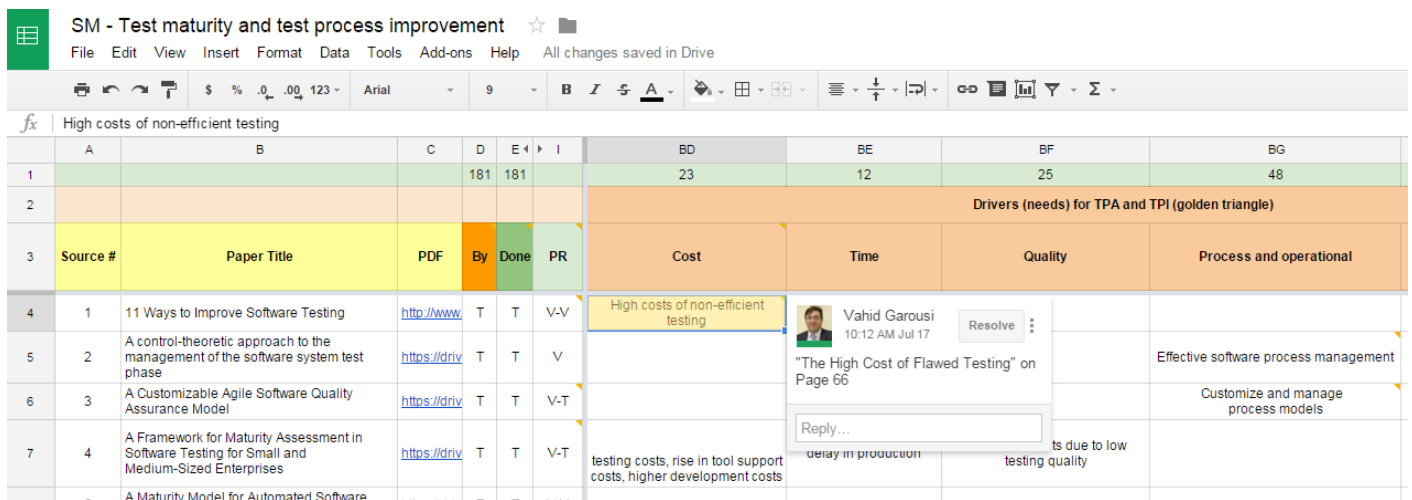 SM - Test maturity and test process improvement
File Edit View Insert Format Data Tools Add-ons Help All changes saved in Drive
$ % .0 .00 123 Arial 9 B I S A Σ
fx High costs of non-efficient testing
A B C D E I BD BE BF BG
1 181 181 23 12 25 48
2 Drivers (needs) for TPA and TPI (golden triangle)
3 Source # Paper Title PDF By Done PR Cost Time Quality Process and operational
4 1 11 Ways to Improve Software Testing http://www. T T V-V High costs of non-efficient
testing
Vahid Garousi
10:12 AM Jul 17
Resolve
"The High Cost of Flawed Testing" on
Page 66
Reply...
5 2 A control-theoretic approach to the
management of the software system test
phase
https://driv T T V Effective software process management
6 3 A Customizable Agile Software Quality
Assurance Model
https://driv T T V-T Customize and manage
process models
7 4 A Framework for Maturity Assessment in
Software Testing for Small and
Medium-Sized Enterprises
https://driv T T V-T
testing costs, rise in tool support
costs, higher development costs
delay in production
ts due to low
testing quality
A Maturity Model for Automated Software